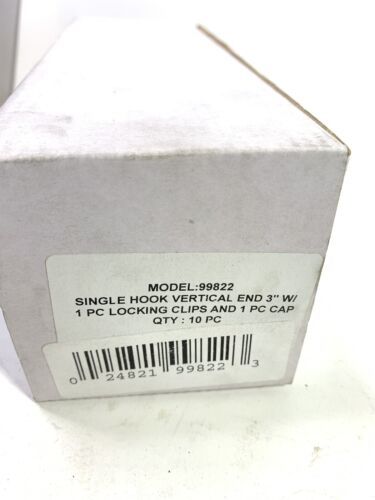 MODEL:99822
SINGLE HOOK VERTICAL END 3" W/
1 PC LOCKING CLIPS AND 1 PC CAP
QTY : 10 PC
0 24821 99822 3